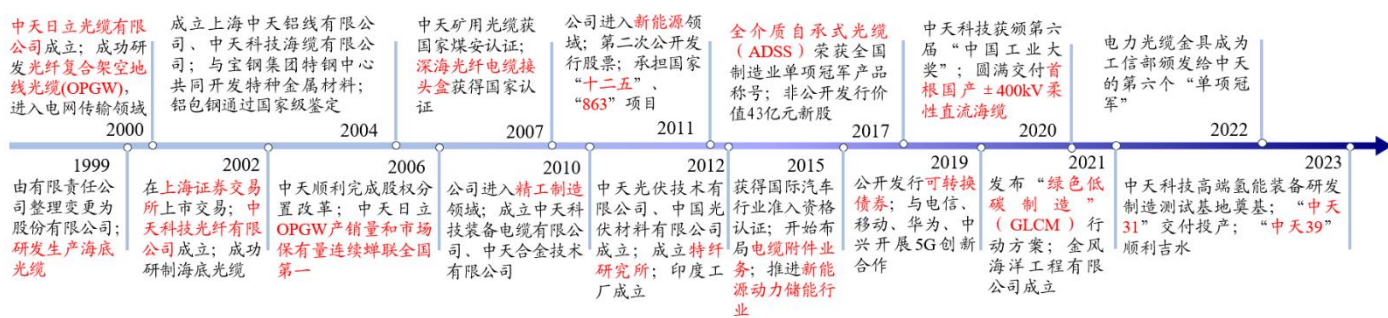 中天日立光缆有限
公司成立；成功研
发光纤复合架空地
线光缆(OPGW)，
进入电网传输领域
2000
成立上海中天铝线有限公
司、中天科技海缆有限公
司；与宝钢集团特钢中心
共同开发特种金属材料；
铝包钢通过国家级鉴定
2004
中天矿用光缆获
国家煤安认证；
深海光纤电缆接
头盒获得国家认
证
2007
公司进入新能源领
域；第二次公开发
行股票；承担国家
“十二五”、
“863”项目
2011
全介质自承式光缆
（ADSS）荣获全国
制造业单项冠军产品
称号；非公开发行价
值43亿元新股
2017
中天科技获颁第六
届“中国工业大
奖”；圆满交付首
根国产±400kV柔
性直流海缆
2020
电力光缆金具成为
工信部颁发给中天
的第六个“单项冠
军”
2022
1999
由有限责任公
司整理变更为
股份有限公司；
研发生产海底
光缆
2002
在上海证券交易
所上市交易；中
天科技光纤有限
公司成立；成功
研制海底光缆
2006
中天顺利完成股权分
置改革；中天日立
OPGW产销量和市场
保有量连续蝉联全国
第一
2010
公司进入精工制造
领域；成立中天科
技装备电缆有限公
司、中天合金技术
有限公司
2012
中天光伏技术有
限公司、中国光
伏材料有限公司
成立；成立特纤
研究所；印度工
厂成立
2015
获得国际汽车
行业准入资格
认证；开始布
局电缆附件业
务；推进新能
源动力储能行
业
2019
公开发行可转换
债券；与电信、
移动、华为、中
兴开展5G创新
合作
2021
发布“绿色低
碳制造”
（GLCM）行
动方案；金风
海洋工程有限
公司成立
2023
中天科技高端氢能装备研发
制造测试基地奠基；“中天
31”交付投产；“中天39”
顺利吉水